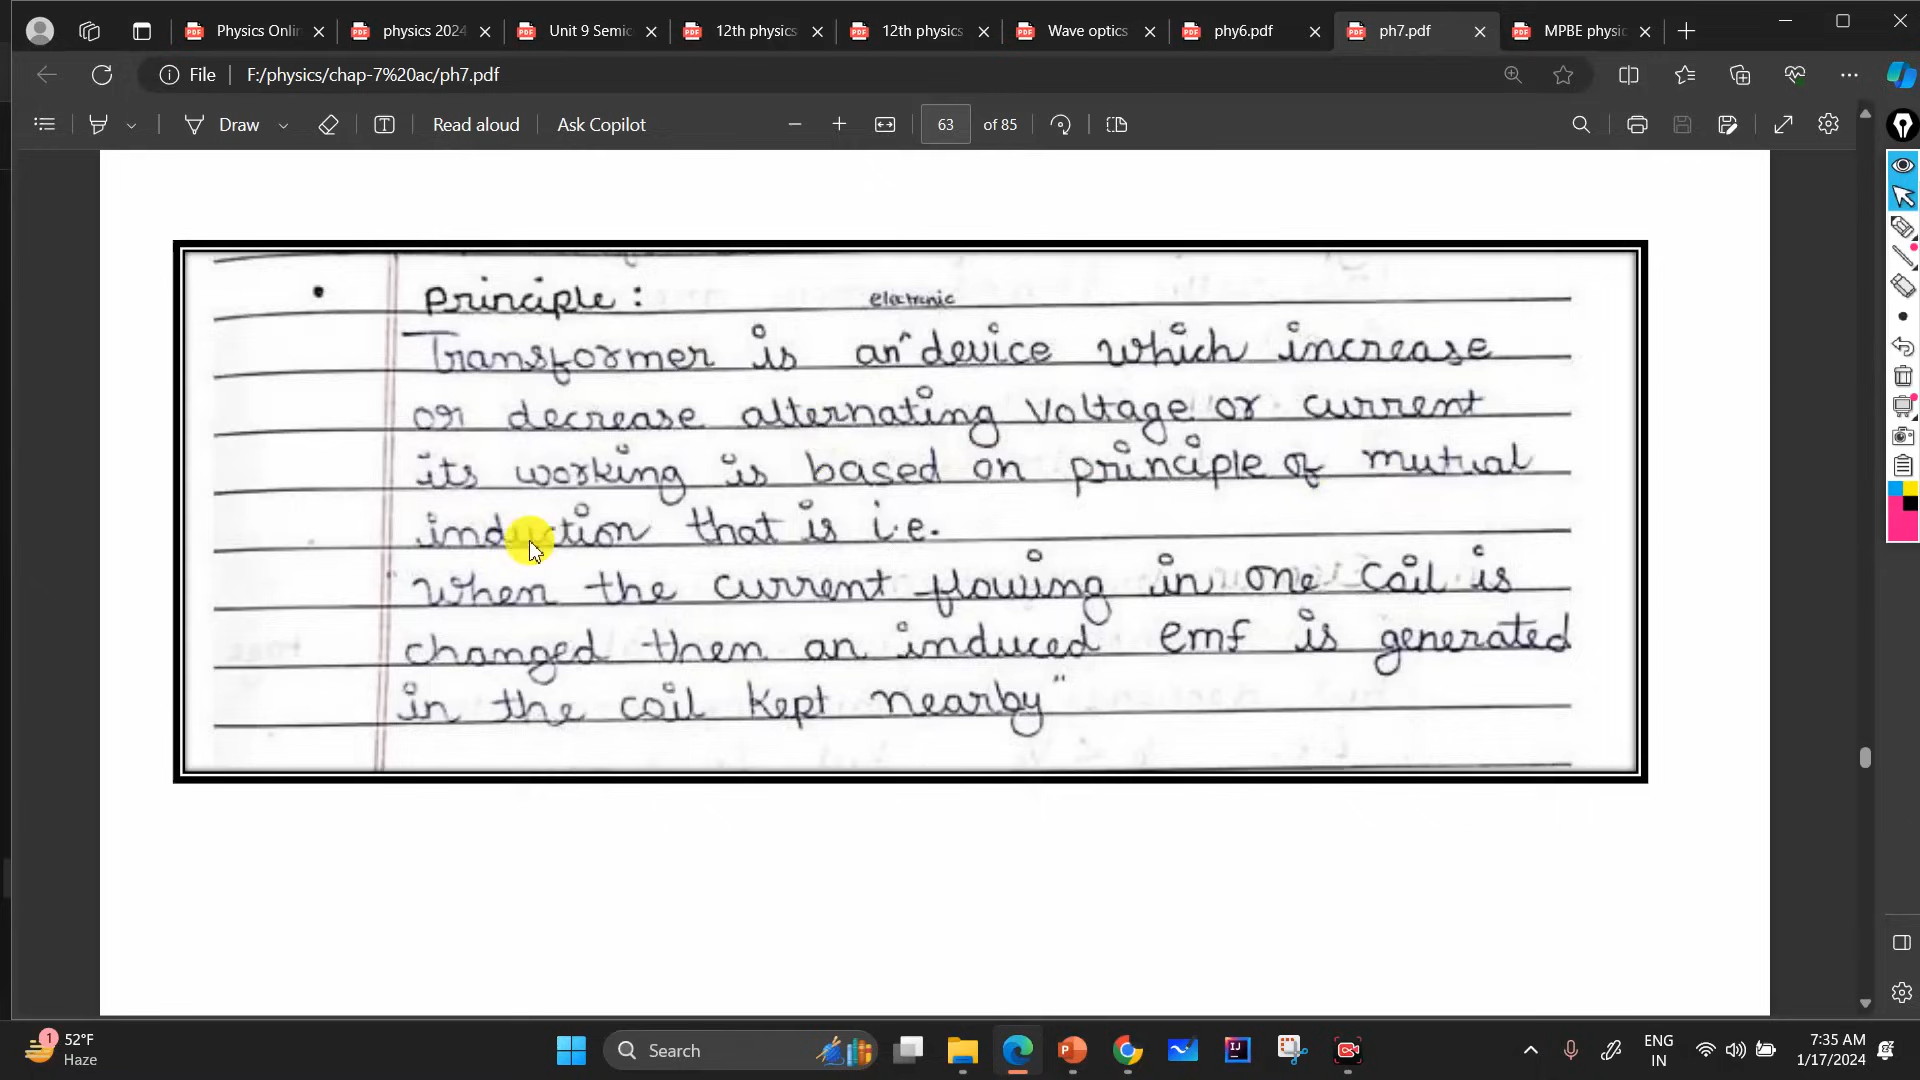 Physics Onlin
physics 2024
Unit 9 Semic
12th physics
12th physics
Wave optics
phy6.pdf
ph7.pdf
MPBE physic
File
F:/physics/chap-7%20ac/ph7.pdf
Draw
Read aloud
Ask Copilot
63
of 85
Principle :
electronic
Transformer is an^device which increase
or decrease alternating voltage or current
its working is based on principle of mutual
induction that is i.e.
"When the current flowing in one coil is
changed then an induced emf is generated
in the coil kept nearby"
1
52°F
Haze
Search
ENG
IN
7:35 AM
1/17/2024